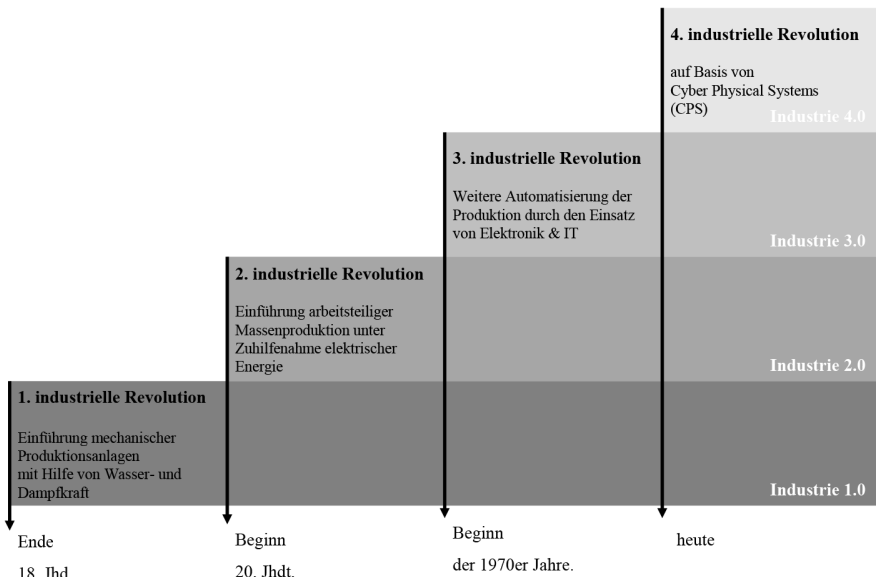 4. industrielle Revolution
auf Basis von
Cyber Physical Systems
(CPS)
Industrie 4.0
3. industrielle Revolution
Weitere Automatisierung der
Produktion durch den Einsatz
von Elektronik & IT
Industrie 3.0
2. industrielle Revolution
Einführung arbeitsteiliger
Massenproduktion unter
Zuhilfenahme elektrischer
Energie
Industrie 2.0
1. industrielle Revolution
Einführung mechanischer
Produktionsanlagen
mit Hilfe von Wasser- und
Dampfkraft
Industrie 1.0
Ende
18. Jhd.
Beginn
20. Jhdt.
Beginn
der 1970er Jahre.
heute